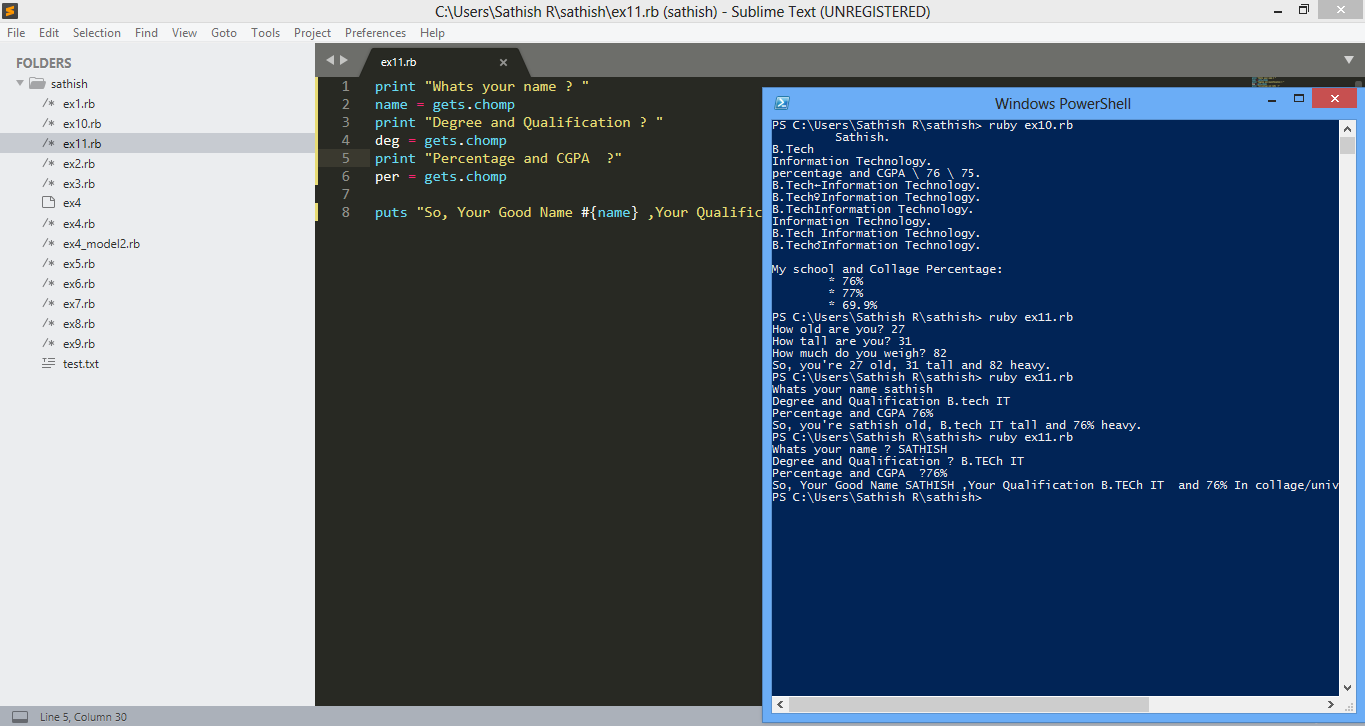 C:\Users\Sathish R\sathish\ex11.rb (sathish) - Sublime Text (UNREGISTERED)
File Edit Selection Find View Goto Tools Project Preferences Help
FOLDERS
sathish
/* ex1.rb
/* ex10.rb
/* ex11.rb
/* ex2.rb
/* ex3.rb
ex4
/* ex4.rb
/* ex4_model2.rb
/* ex5.rb
/* ex6.rb
/* ex7.rb
/* ex8.rb
/* ex9.rb
test.txt
ex11.rb
1 print "Whats your name ? "
2 name = gets.chomp
3 print "Degree and Qualification ? "
4 deg = gets.chomp
5 print "Percentage and CGPA  ?"
6 per = gets.chomp
7
8 puts "So, Your Good Name #{name} ,Your Qualific
Windows PowerShell
PS C:\Users\Sathish R\sathish> ruby ex10.rb
Sathish.
B.Tech
Information Technology.
percentage and CGPA \ 76 \ 75.
B.Tech←Information Technology.
B.Tech♀Information Technology.
B.TechInformation Technology.
Information Technology.
B.Tech Information Technology.
B.Tech♂Information Technology.
My school and Collage Percentage:
* 76%
* 77%
* 69.9%
PS C:\Users\Sathish R\sathish> ruby ex11.rb
How old are you? 27
How tall are you? 31
How much do you weigh? 82
So, you're 27 old, 31 tall and 82 heavy.
PS C:\Users\Sathish R\sathish> ruby ex11.rb
Whats your name sathish
Degree and Qualification B.tech IT
Percentage and CGPA 76%
So, you're sathish old, B.tech IT tall and 76% heavy.
PS C:\Users\Sathish R\sathish> ruby ex11.rb
Whats your name ? SATHISH
Degree and Qualification ? B.TECh IT
Percentage and CGPA  ?76%
So, Your Good Name SATHISH ,Your Qualification B.TECh IT  and 76% In collage/univ
PS C:\Users\Sathish R\sathish>
Line 5, Column 30